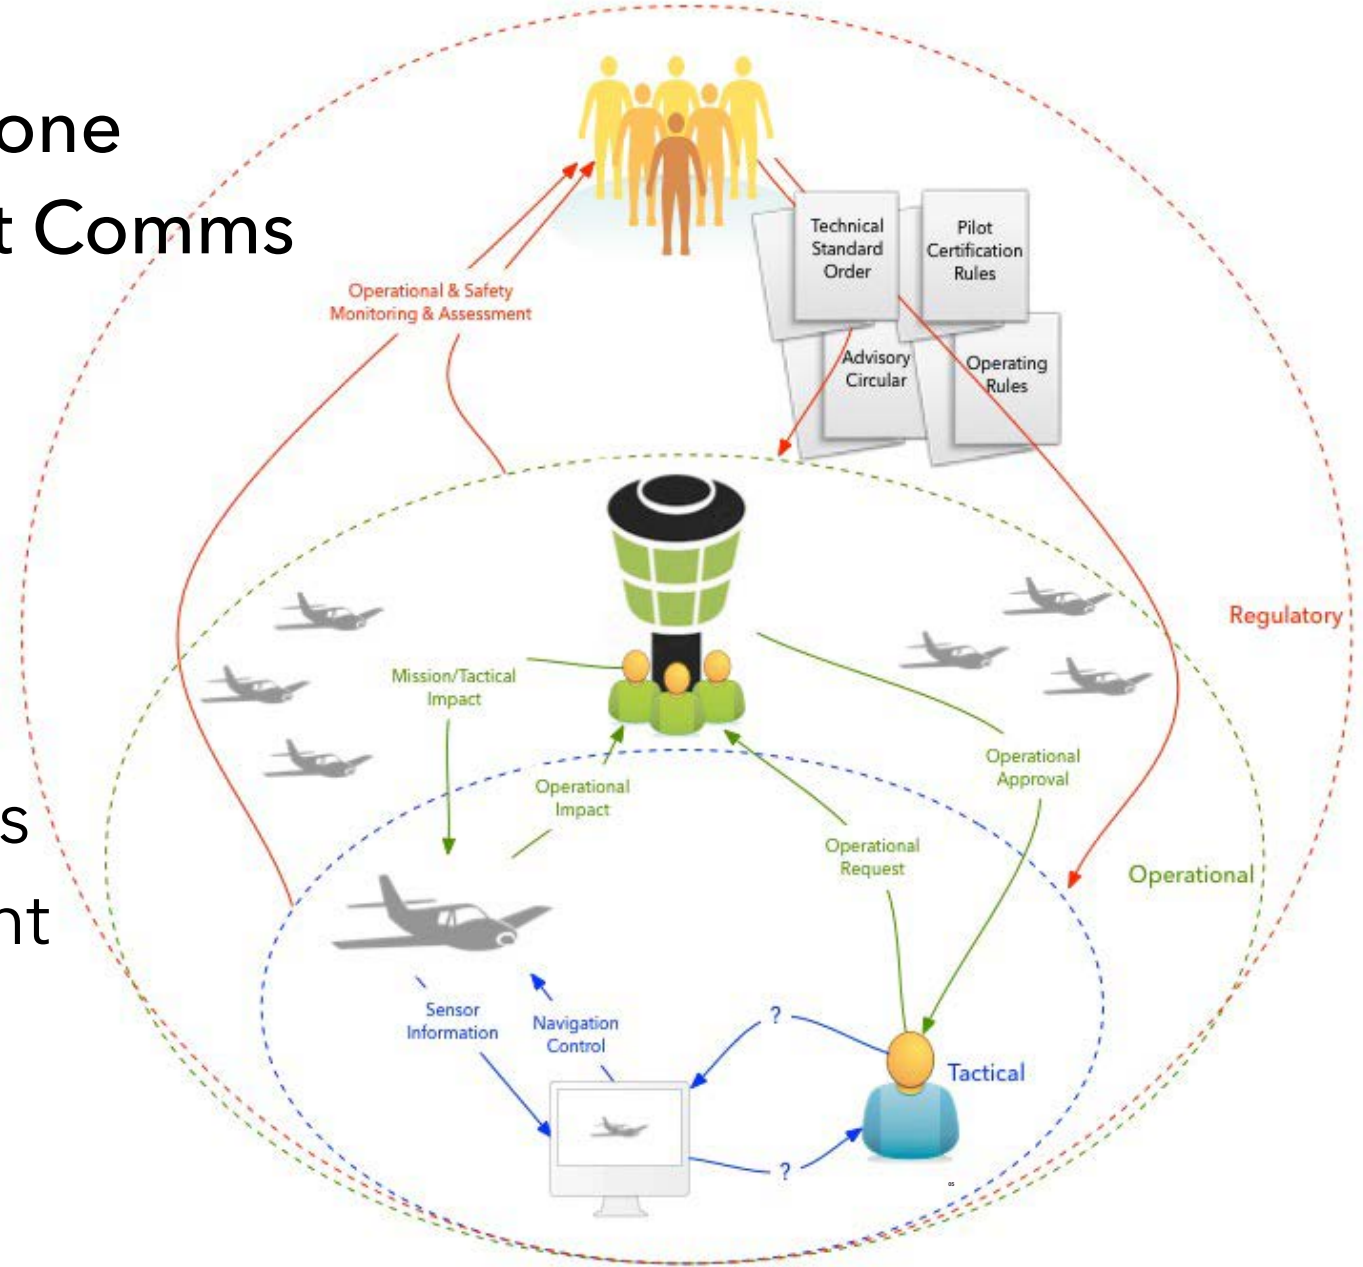 one
t Comms
s
nt
Operational & Safety
Monitoring & Assessment
Technical
Standard
Order
Pilot
Certification
Rules
Advisory
Circular
Operating
Rules
Regulatory
Mission/Tactical
Impact
Operational
Impact
Operational
Approval
Operational
Request
Operational
Sensor
Information
Navigation
Control
?
Tactical
?